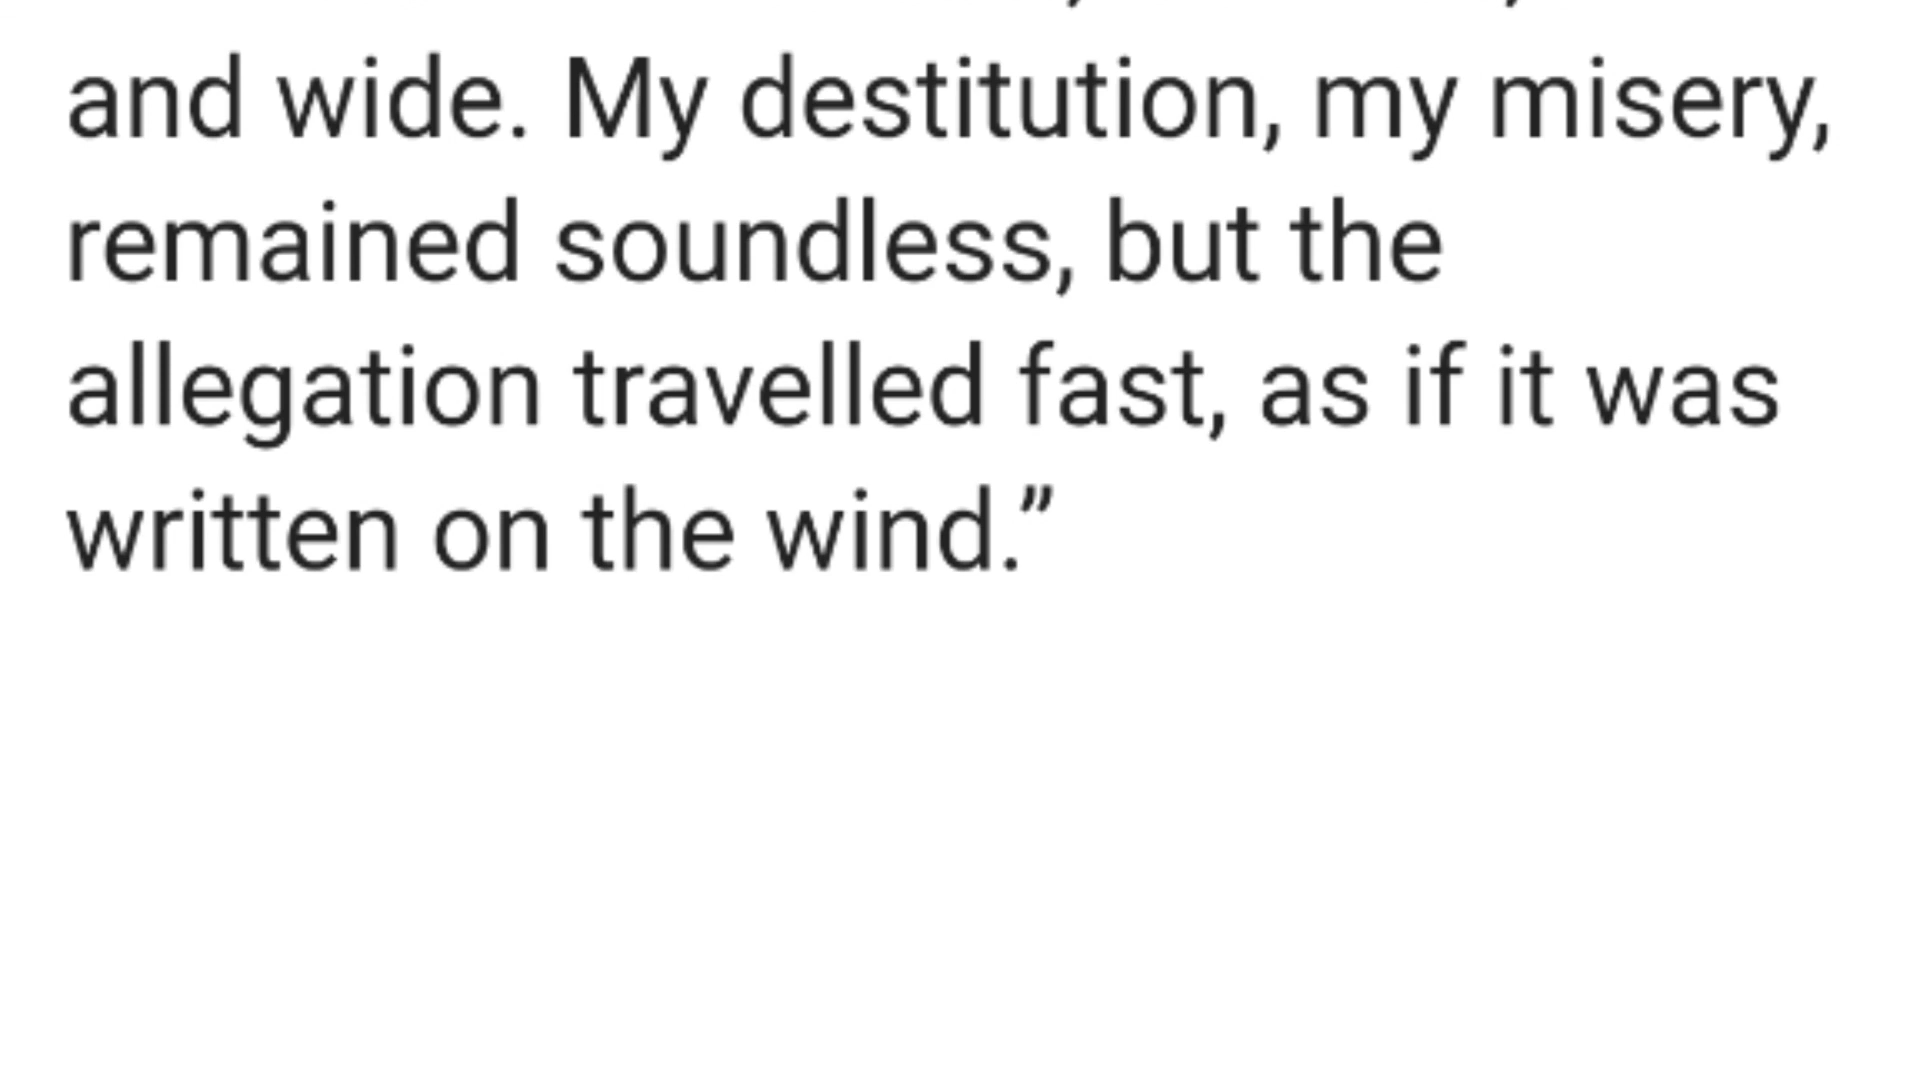 and wide. My destitution, my misery,
remained soundless, but the
allegation travelled fast, as if it was
written on the wind.”